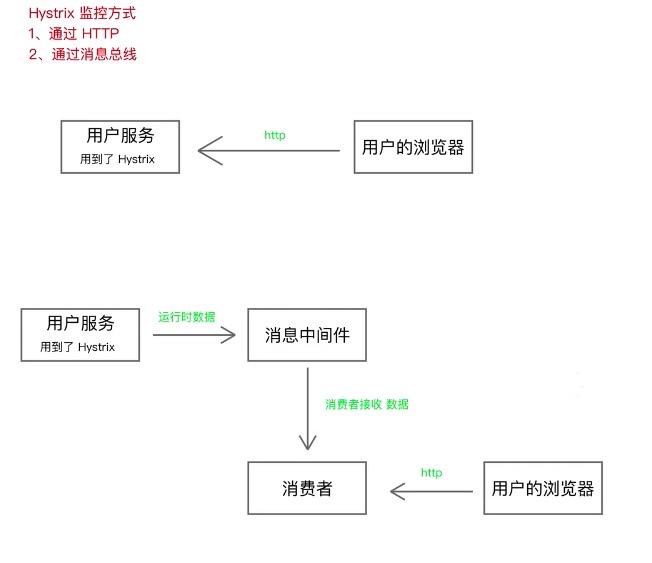 Hystrix 监控方式
1、通过 HTTP
2、通过消息总线
用户服务
用到了 Hystrix
http
用户的浏览器
用户服务
用到了 Hystrix
运行时数据
消息中间件
消费者接收 数据
消费者
http
用户的浏览器